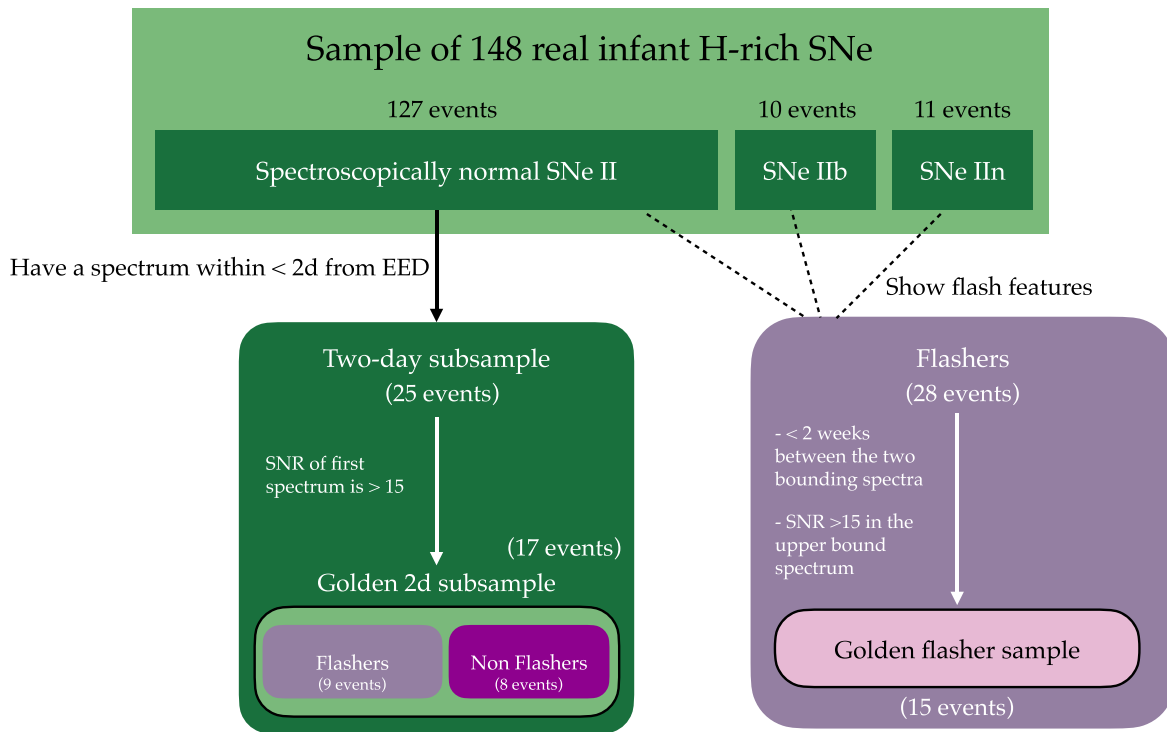 Sample of 148 real infant H-rich SNe
127 events
10 events
11 events
Spectroscopically normal SNe II
SNe IIb
SNe IIn
Have a spectrum within < 2d from EED
Show flash features
Two-day subsample
(25 events)
SNR of first
spectrum is > 15
(17 events)
Golden 2d subsample
Flashers
(9 events)
Non Flashers
(8 events)
Flashers
(28 events)
- < 2 weeks
between the two
bounding spectra
- SNR >15 in the
upper bound
spectrum
Golden flasher sample
(15 events)